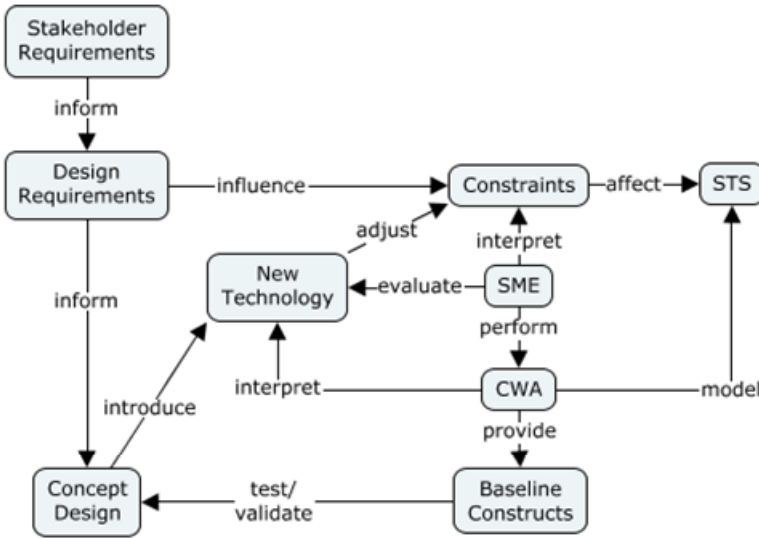 Stakeholder
Requirements
inform
Design
Requirements
influence
Constraints
affect
STS
adjust
interpret
New
Technology
evaluate
SME
inform
perform
interpret
CWA
model
introduce
provide
Concept
Design
test/
validate
Baseline
Constructs